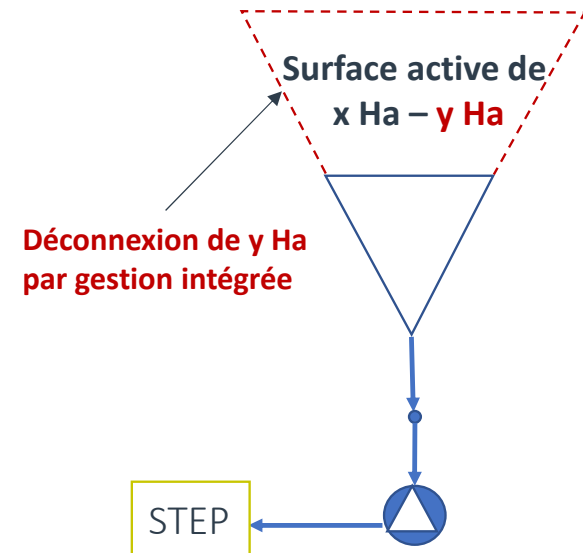 Surface active de
x Ha – y Ha
Déconnexion de y Ha
par gestion intégrée
STEP